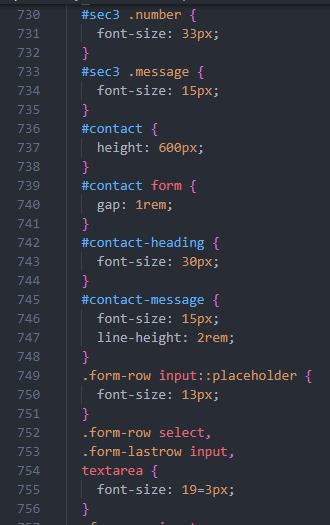 730 #sec3 .number {
731 font-size: 33px;
732 }
733 #sec3 .message {
734 font-size: 15px;
735 }
736 #contact {
737 height: 600px;
738 }
739 #contact form {
740 gap: 1rem;
741 }
742 #contact-heading {
743 font-size: 30px;
744 }
745 #contact-message {
746 font-size: 15px;
747 line-height: 2rem;
748 }
749 .form-row input::placeholder {
750 font-size: 13px;
751 }
752 .form-row select,
753 .form-lastrow input,
754 textarea {
755 font-size: 19=3px;
756 }